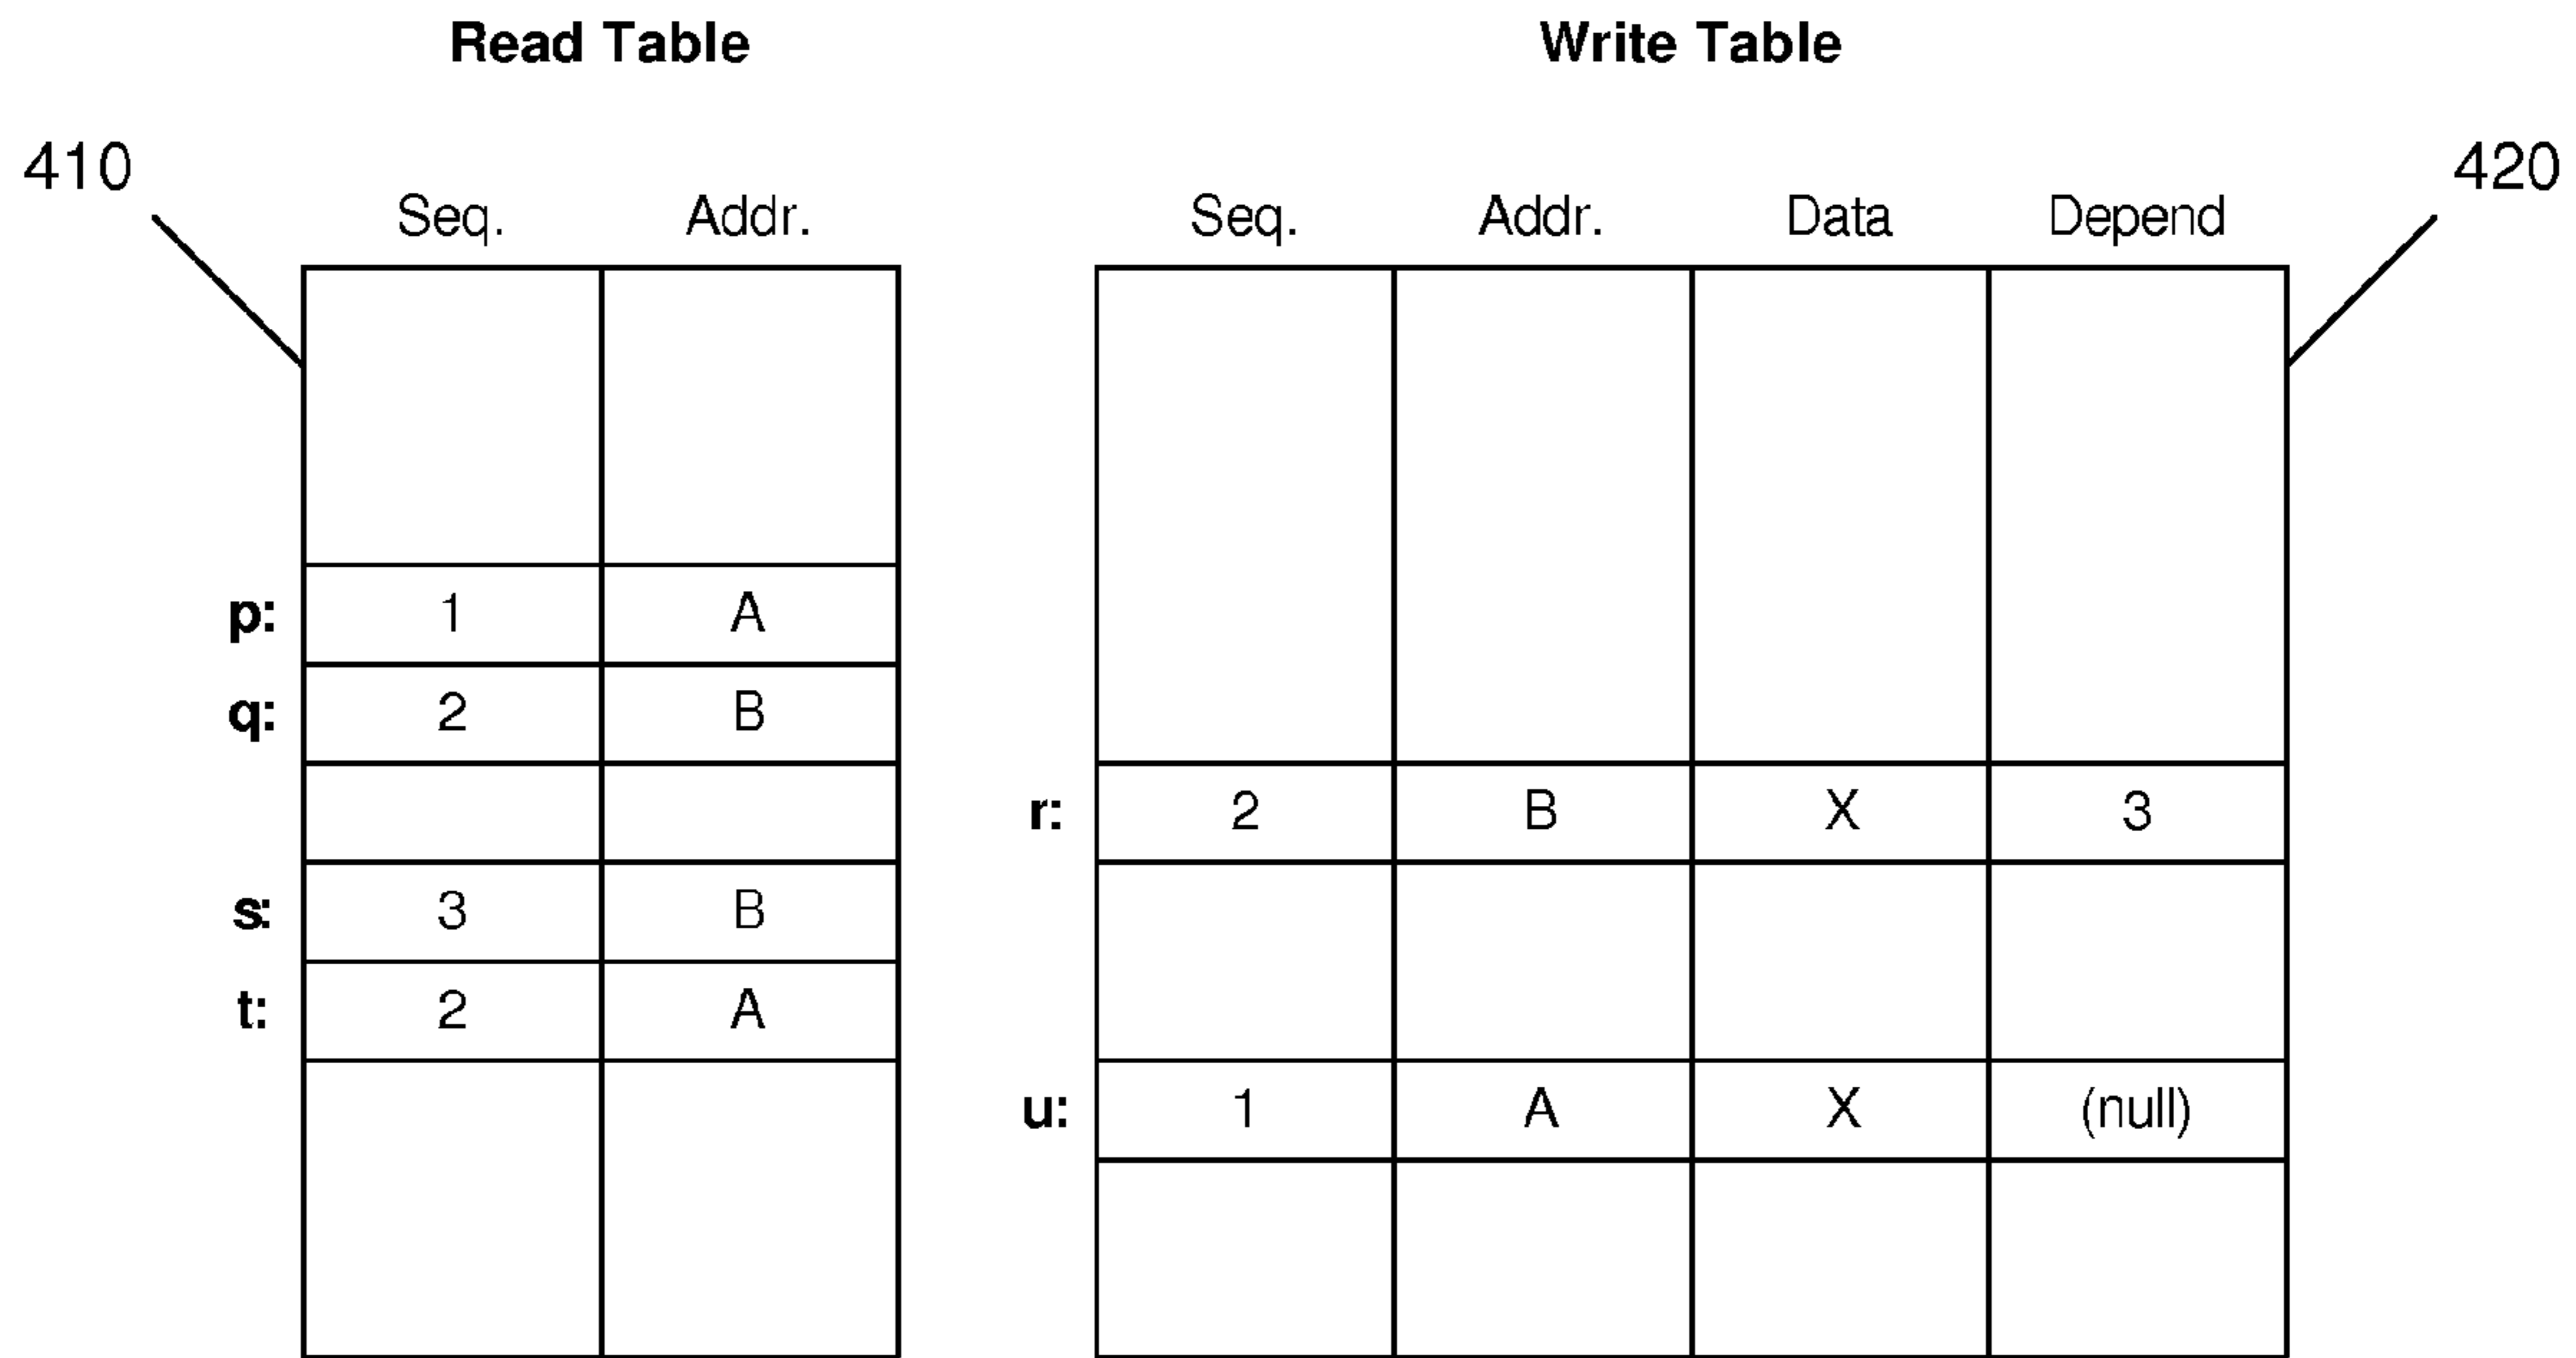 Read Table Write Table
410 420
Seq. Addr. Seq. Addr. Data Depend
p: 1 A
q: 2 B
r: 2 B X 3
s: 3 B
t: 2 A
u: 1 A X (null)